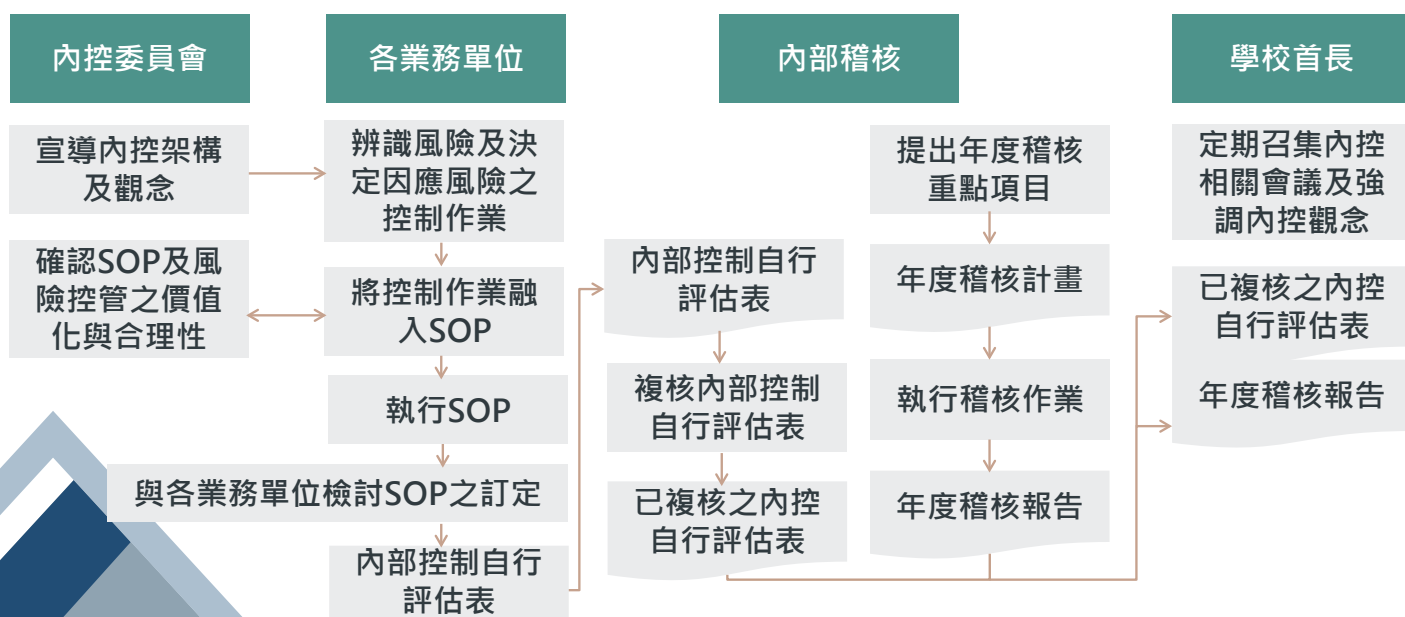 內控委員會
宣導內控架構
及觀念
確認SOP及風
險控管之價值
化與合理性
各業務單位
辨識風險及決
定因應風險之
控制作業
將控制作業融
入SOP
執行SOP
與各業務單位檢討SOP之訂定
內部控制自行
評估表
內部稽核
內部控制自行
評估表
複核內部控制
自行評估表
已複核之內控
自行評估表
提出年度稽核
重點項目
年度稽核計畫
執行稽核作業
年度稽核報告
學校首長
定期召集內控
相關會議及強
調內控觀念
已複核之內控
自行評估表
年度稽核報告